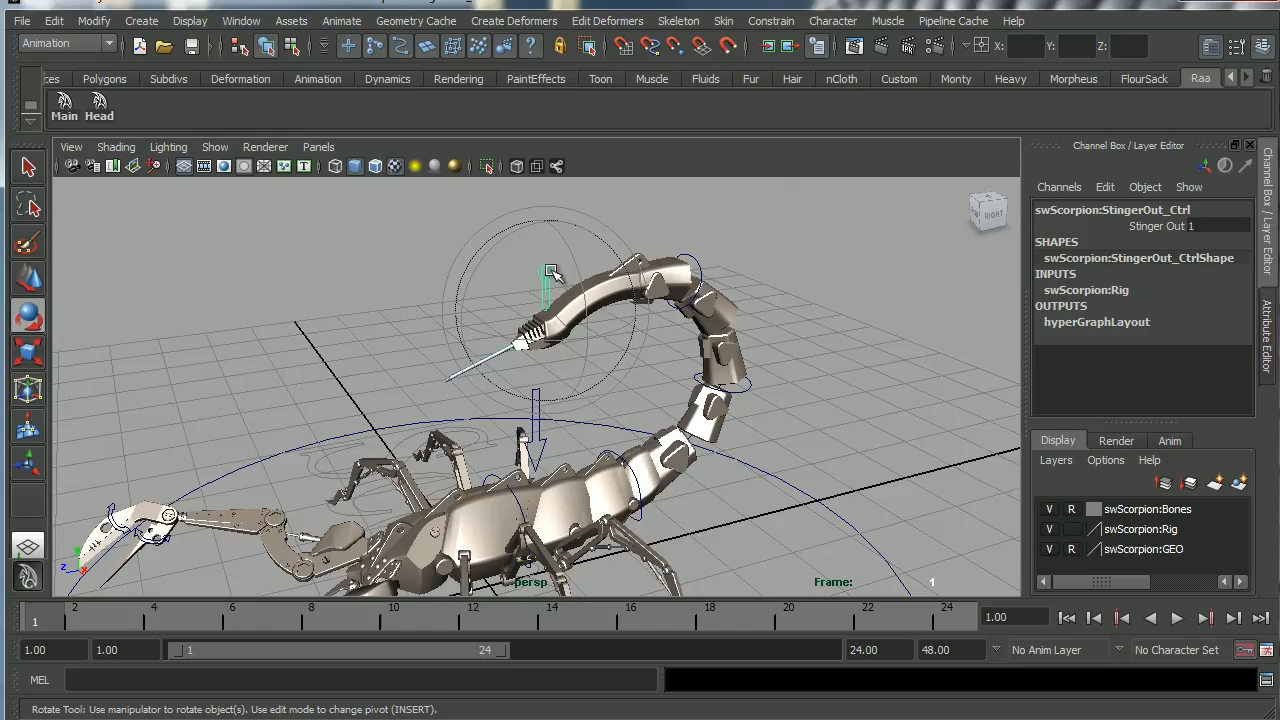 File Edit Modify Create Display Window Assets Animate Geometry Cache Create Deformers Edit Deformers Skeleton Skin Constrain Character Muscle Pipeline Cache Help
Animation X: Y: Z:
ces Polygons Subdivs Deformation Animation Dynamics Rendering PaintEffects Toon Muscle Fluids Fur Hair nCloth Custom Monty Heavy Morpheus FlourSack Raa
Main Head
View Shading Lighting Show Renderer Panels
Channel Box / Layer Editor
Channels Edit Object Show
swScorpion:StingerOut_Ctrl
Stinger Out 1
SHAPES
swScorpion:StingerOut_CtrlShape
INPUTS
swScorpion:Rig
OUTPUTS
hyperGraphLayout
Channel Box / Layer Editor
Attribute Editor
RIGHT
Display Render Anim
Layers Options Help
V R swScorpion:Bones
V swScorpion:Rig
V R swScorpion:GEO
Y
Z X
persp Frame: 1
1 2 4 6 8 10 12 14 16 18 20 22 24 1.00
1.00 1.00 1 24 24.00 48.00 No Anim Layer No Character Set
MEL
Rotate Tool: Use manipulator to rotate object(s). Use edit mode to change pivot (INSERT).